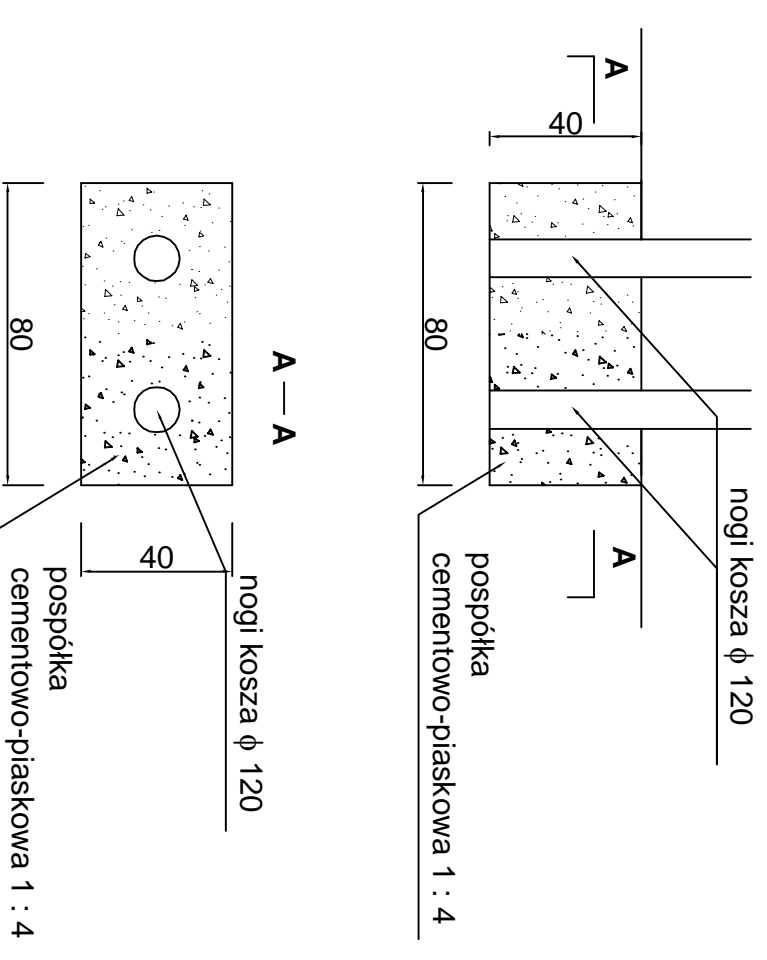 A
40
80
nogi kosza ϕ 120
A
pospółka
cementowo-piaskowa 1 : 4
A — A
80
40
nogi kosza ϕ 120
pospółka
cementowo-piaskowa 1 : 4